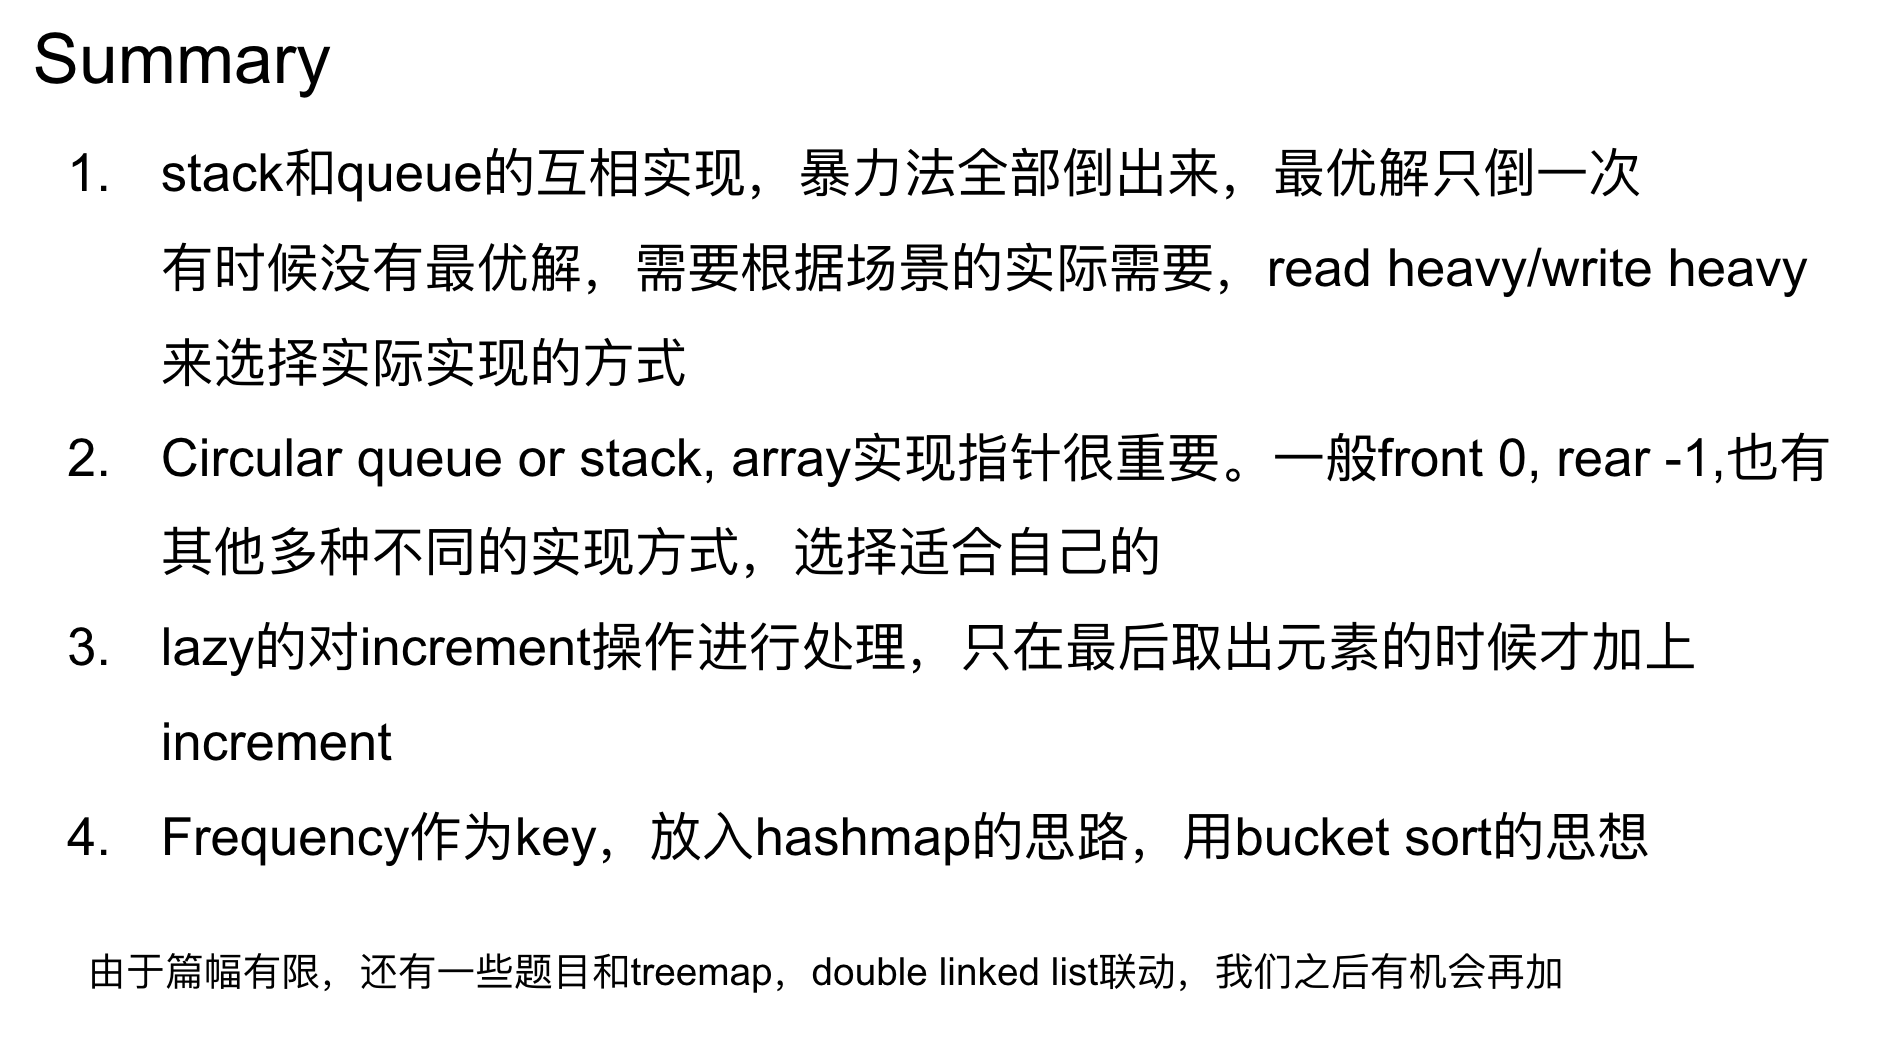 Summary
1. stack和queue的互相实现，暴力法全部倒出来，最优解只倒一次
有时候没有最优解，需要根据场景的实际需要，read heavy/write heavy
来选择实际实现的方式
2. Circular queue or stack, array实现指针很重要。一般front 0, rear -1,也有
其他多种不同的实现方式，选择适合自己的
3. lazy的对increment操作进行处理，只在最后取出元素的时候才加上
increment
4. Frequency作为key，放入hashmap的思路，用bucket sort的思想
由于篇幅有限，还有一些题目和treemap，double linked list联动，我们之后有机会再加